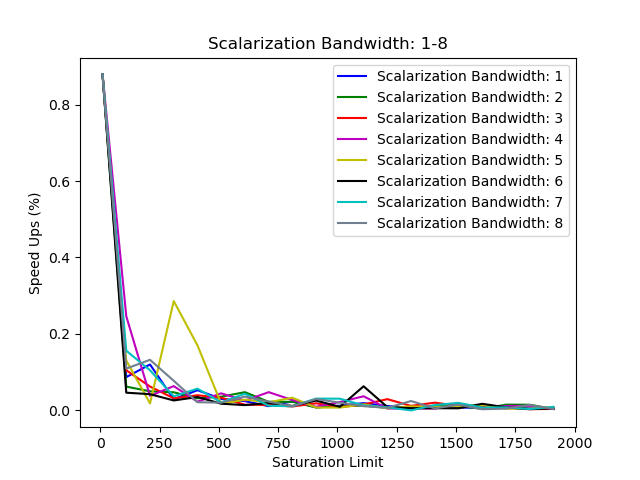 Scalarization Bandwidth: 1-8
Scalarization Bandwidth: 1
Scalarization Bandwidth: 2
Scalarization Bandwidth: 3
Scalarization Bandwidth: 4
Scalarization Bandwidth: 5
Scalarization Bandwidth: 6
Scalarization Bandwidth: 7
Scalarization Bandwidth: 8
Speed Ups (%)
0.8
0.6
0.4
0.2
0.0
0 250 500 750 1000 1250 1500 1750 2000
Saturation Limit